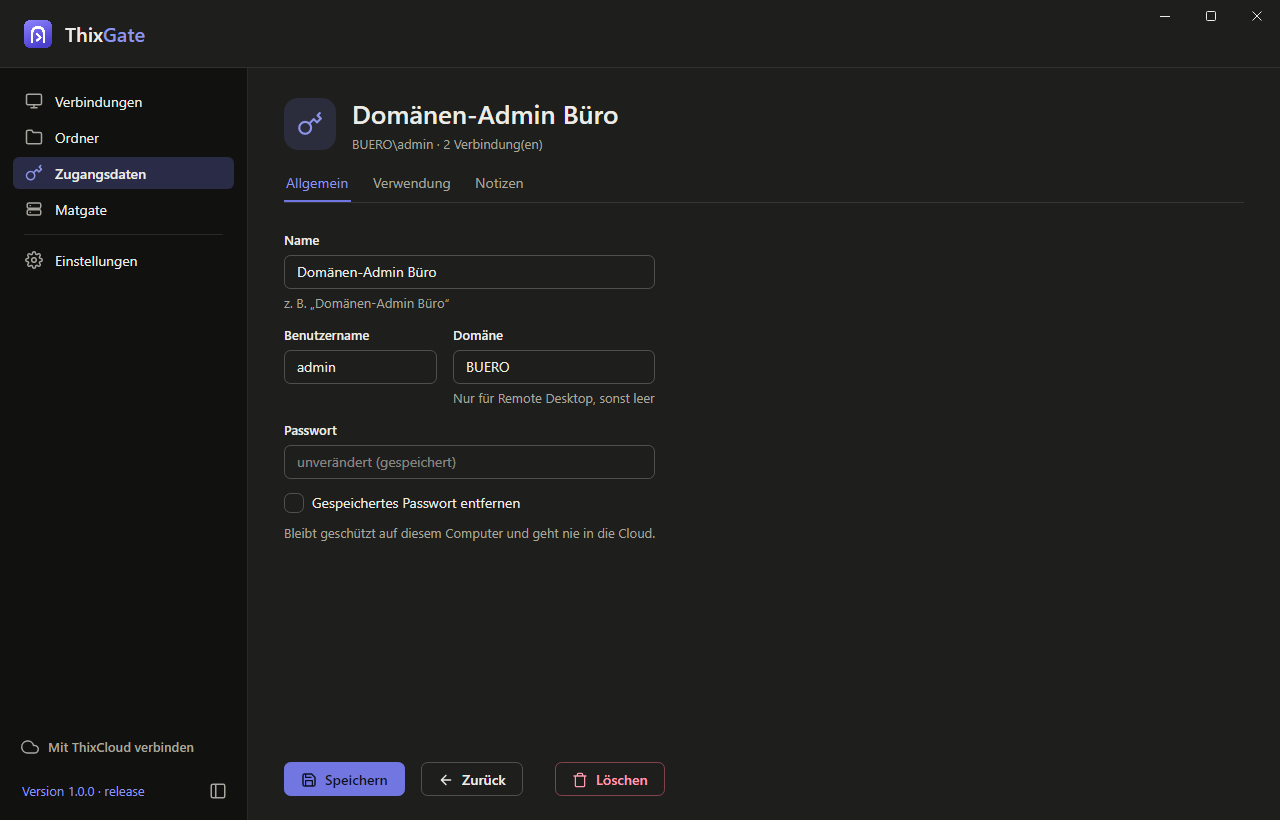 ThixGate
Verbindungen
Ordner
Zugangsdaten
Matgate
Einstellungen
Mit ThixCloud verbinden
Version 1.0.0 · release
Domänen-Admin Büro
BUERO\admin · 2 Verbindung(en)
Allgemein Verwendung Notizen
Name
Domänen-Admin Büro
z. B. „Domänen-Admin Büro“
Benutzername Domäne
admin BUERO
Nur für Remote Desktop, sonst leer
Passwort
unverändert (gespeichert)
Gespeichertes Passwort entfernen
Bleibt geschützt auf diesem Computer und geht nie in die Cloud.
Speichern Zurück Löschen